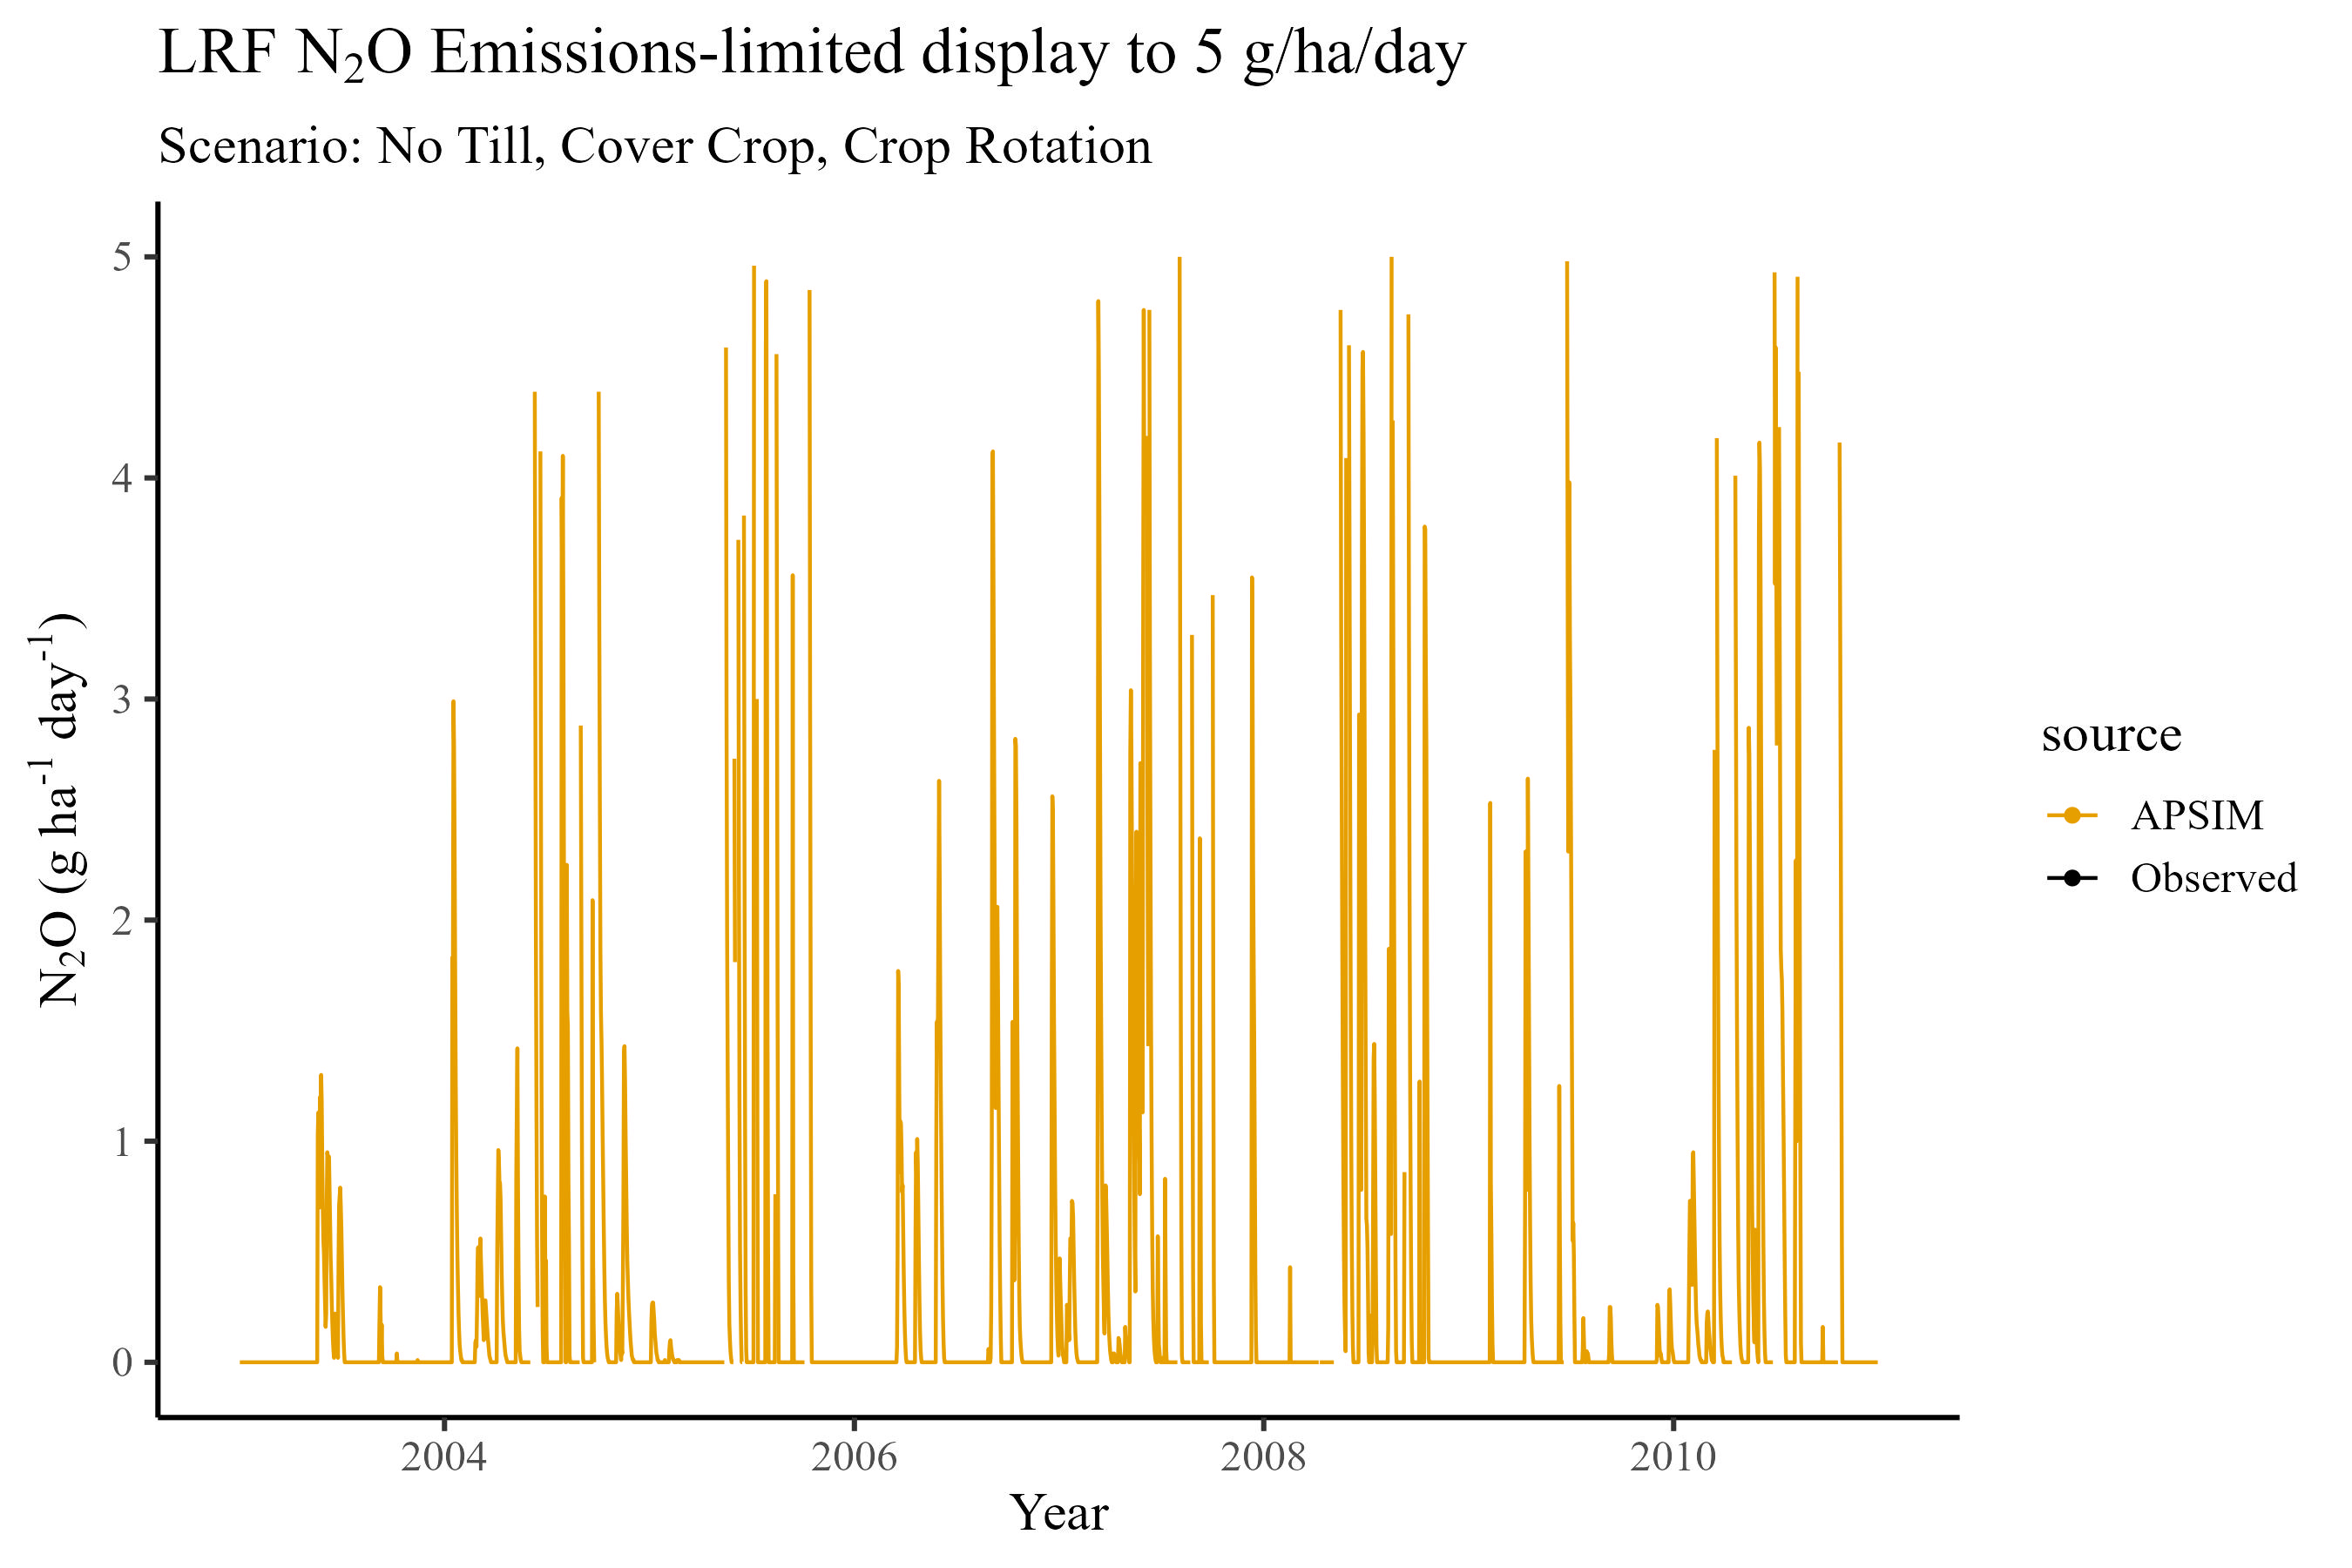 LRF N₂O Emissions-limited display to 5 g/ha/day
Scenario: No Till, Cover Crop, Crop Rotation
N₂O (g ha⁻¹ day⁻¹)
5
4
3
2
1
0
2004 2006 2008 2010
Year
source
APSIM
Observed